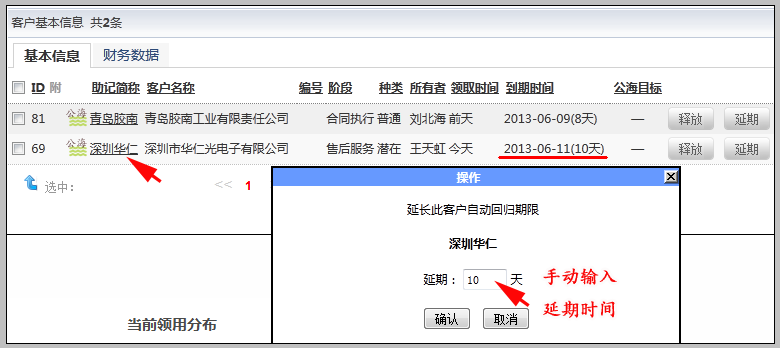 客户基本信息 共2条
基本信息 财务数据
ID 附 助记简称 客户名称 编号 阶段 种类 所有者 领取时间 到期时间 公海目标
81 公海 青岛胶南 青岛胶南工业有限责任公司 合同执行 普通 刘北海 前天 2013-06-09(8天) — 释放 延期
69 公海 深圳华仁 深圳市华仁光电子有限公司 售后服务 潜在 王天虹 今天 2013-06-11(10天) — 释放 延期
选中: << 1
操作
延长此客户自动回归期限
深圳华仁
延期: 10 天 手动输入
延期时间
确认 取消
当前领用分布